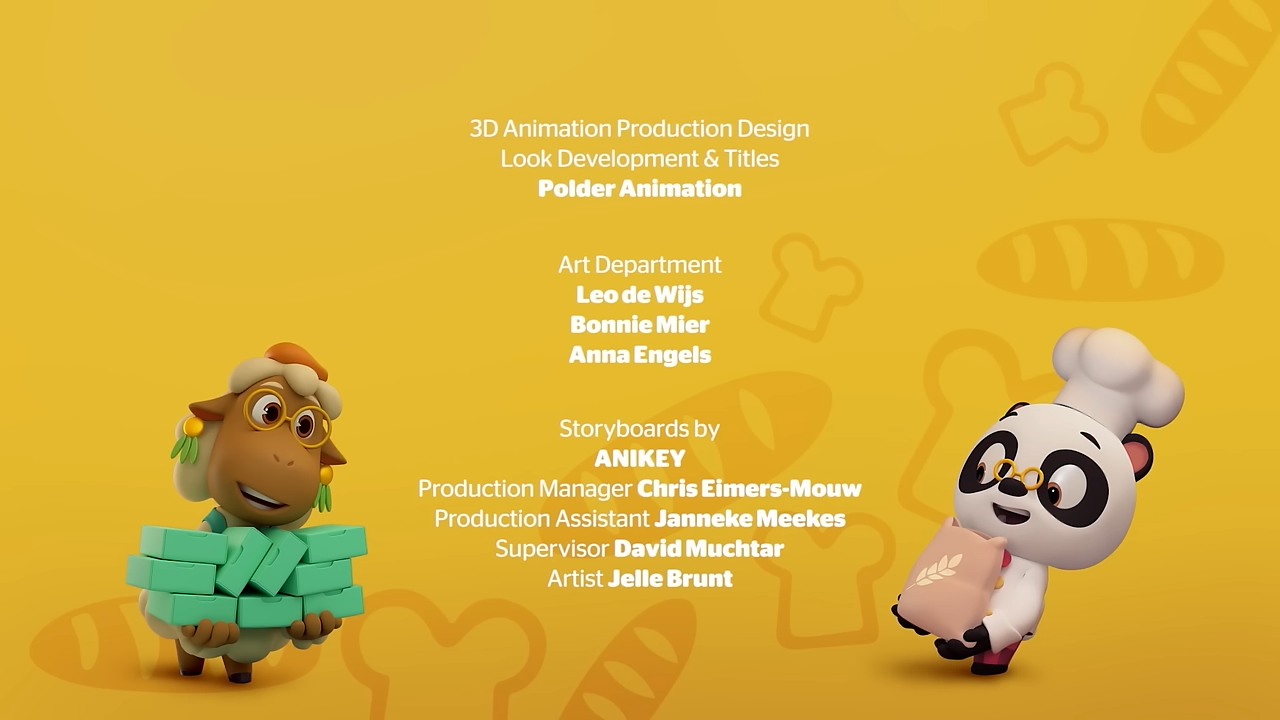 3D Animation Production Design
Look Development & Titles
Polder Animation
Art Department
Leo de Wijs
Bonnie Mier
Anna Engels
Storyboards by
ANIKEY
Production Manager Chris Eimers-Mouw
Production Assistant Janneke Meekes
Supervisor David Muchtar
Artist Jelle Brunt